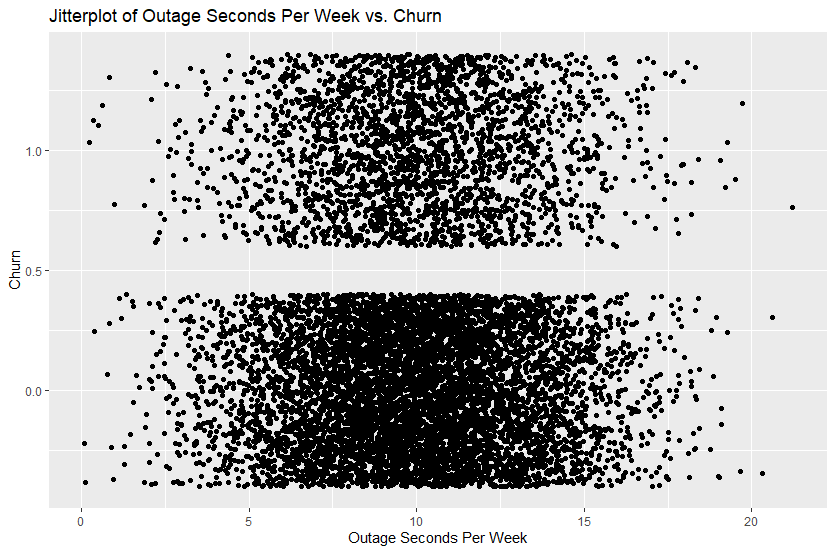 Jitterplot of Outage Seconds Per Week vs. Churn
1.0
0.5
0.0
Churn
0 5 10 15 20
Outage Seconds Per Week